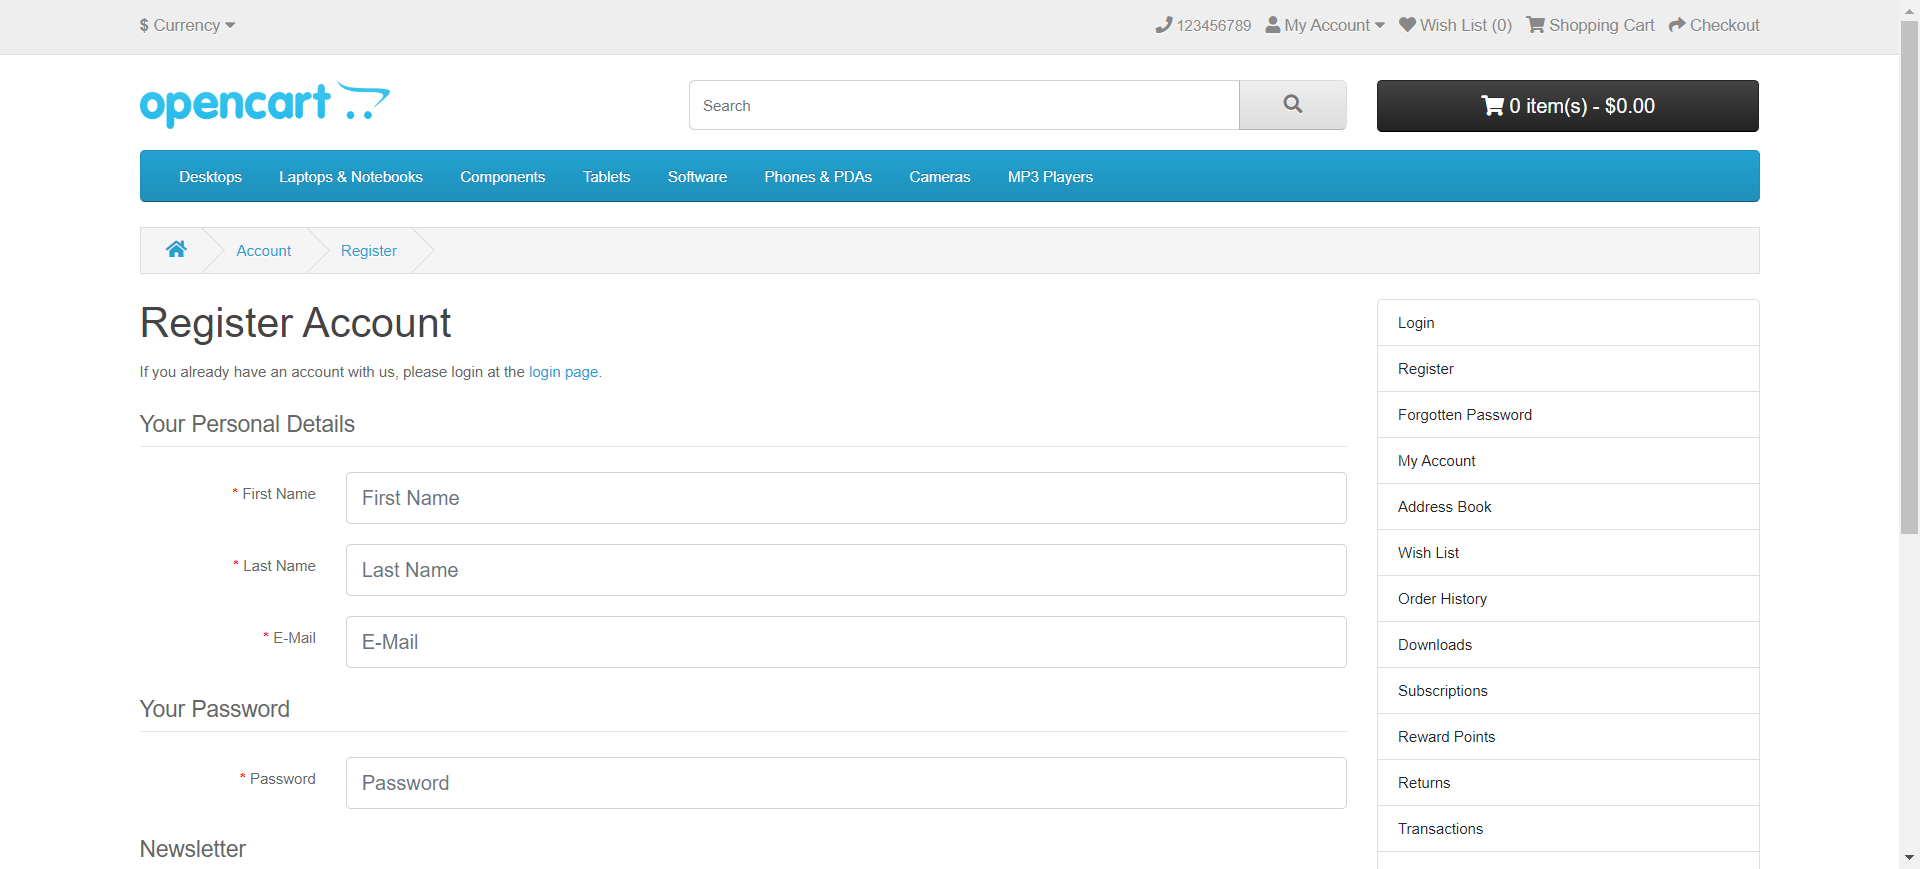 $ Currency
123456789 My Account Wish List (0) Shopping Cart Checkout
opencart
Search
0 item(s) - $0.00
Desktops Laptops & Notebooks Components Tablets Software Phones & PDAs Cameras MP3 Players
Account Register
Register Account
If you already have an account with us, please login at the login page.
Your Personal Details
* First Name
First Name
* Last Name
Last Name
* E-Mail
E-Mail
Your Password
* Password
Password
Newsletter
Login
Register
Forgotten Password
My Account
Address Book
Wish List
Order History
Downloads
Subscriptions
Reward Points
Returns
Transactions